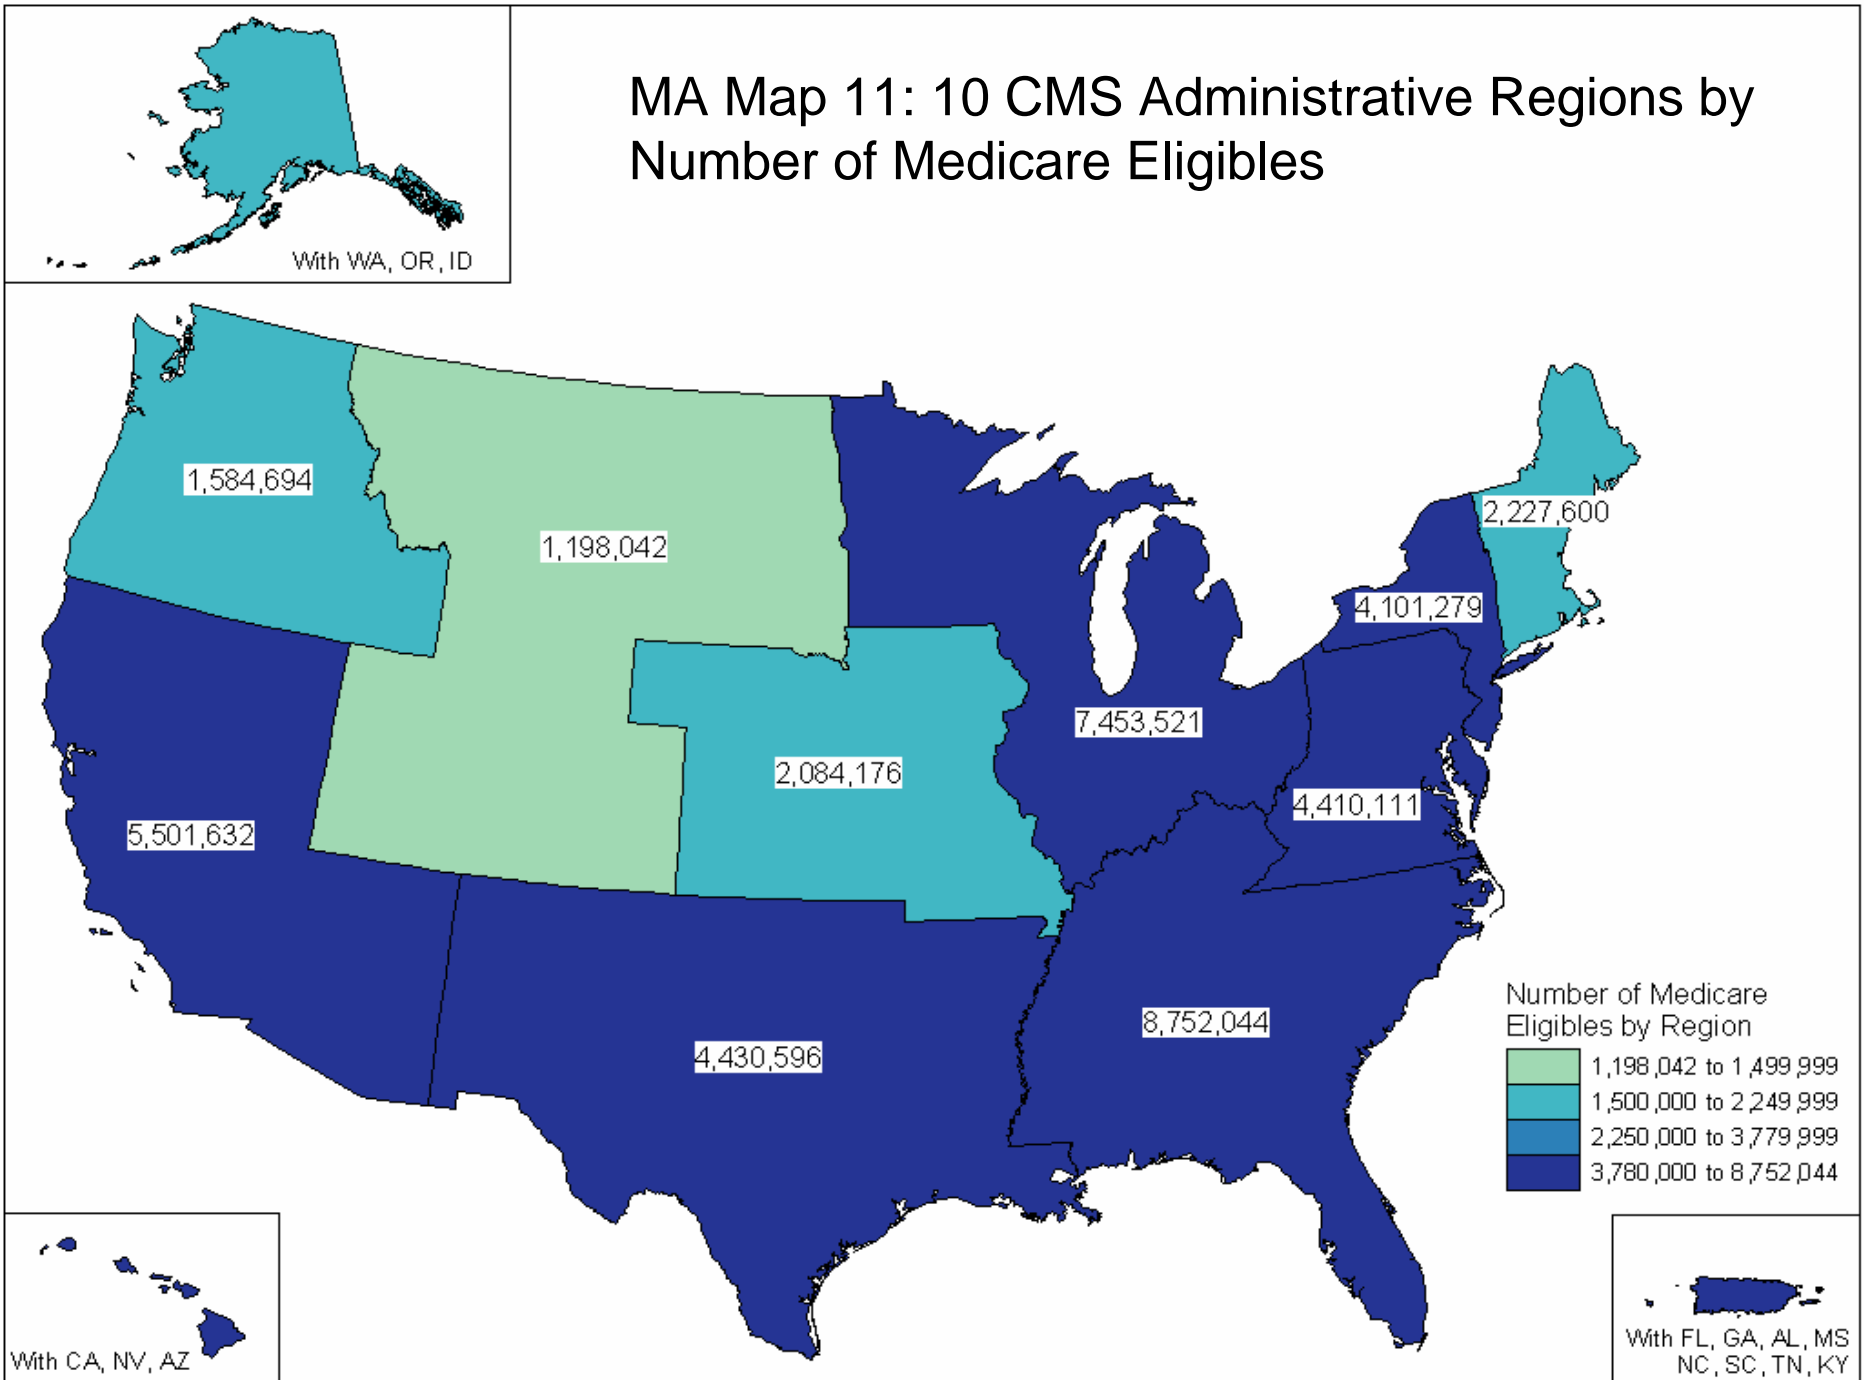 MA Map 11: 10 CMS Administrative Regions by
Number of Medicare Eligibles
With WA, OR, ID
1,584,694
1,198,042
2,227,600
4,101,279
7,453,521
2,084,176
4,410,111
5,501,632
8,752,044
4,430,596
Number of Medicare
Eligibles by Region
1,198,042 to 1,499,999
1,500,000 to 2,249,999
2,250,000 to 3,779,999
3,780,000 to 8,752,044
With CA, NV, AZ
With FL, GA, AL, MS
NC, SC, TN, KY